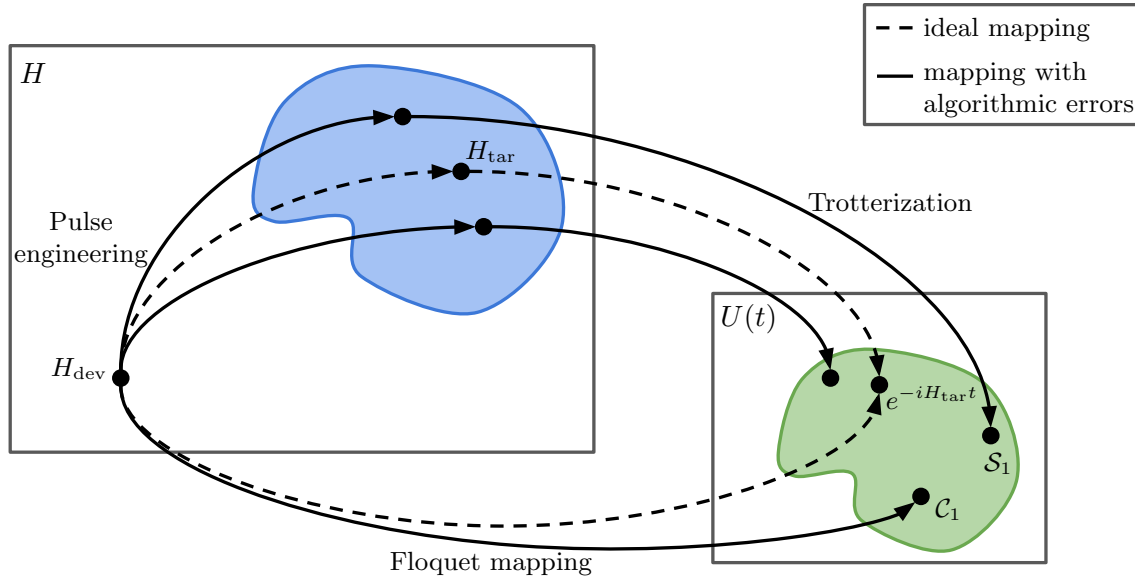 ideal mapping
mapping with
algorithmic errors
H
H_tar
Pulse
engineering
Trotterization
U(t)
H_dev
e^{-iH_tar t}
𝒮_1
𝒞_1
Floquet mapping